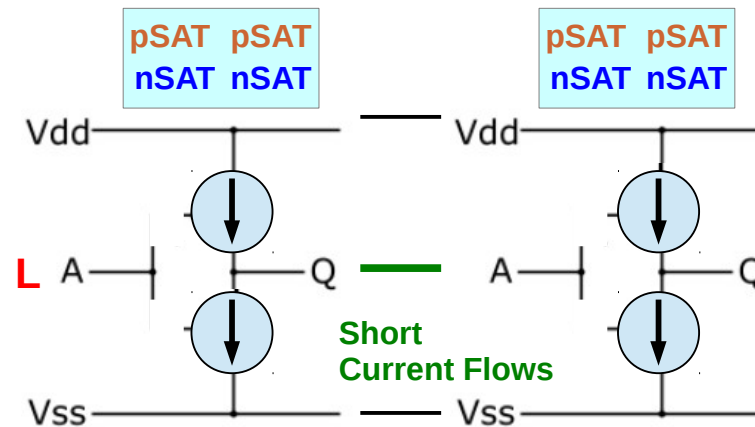 pSAT pSAT
nSAT nSAT
pSAT pSAT
nSAT nSAT
Vdd
Vdd
L A
Q
A
Q
Short
Current Flows
Vss
Vss